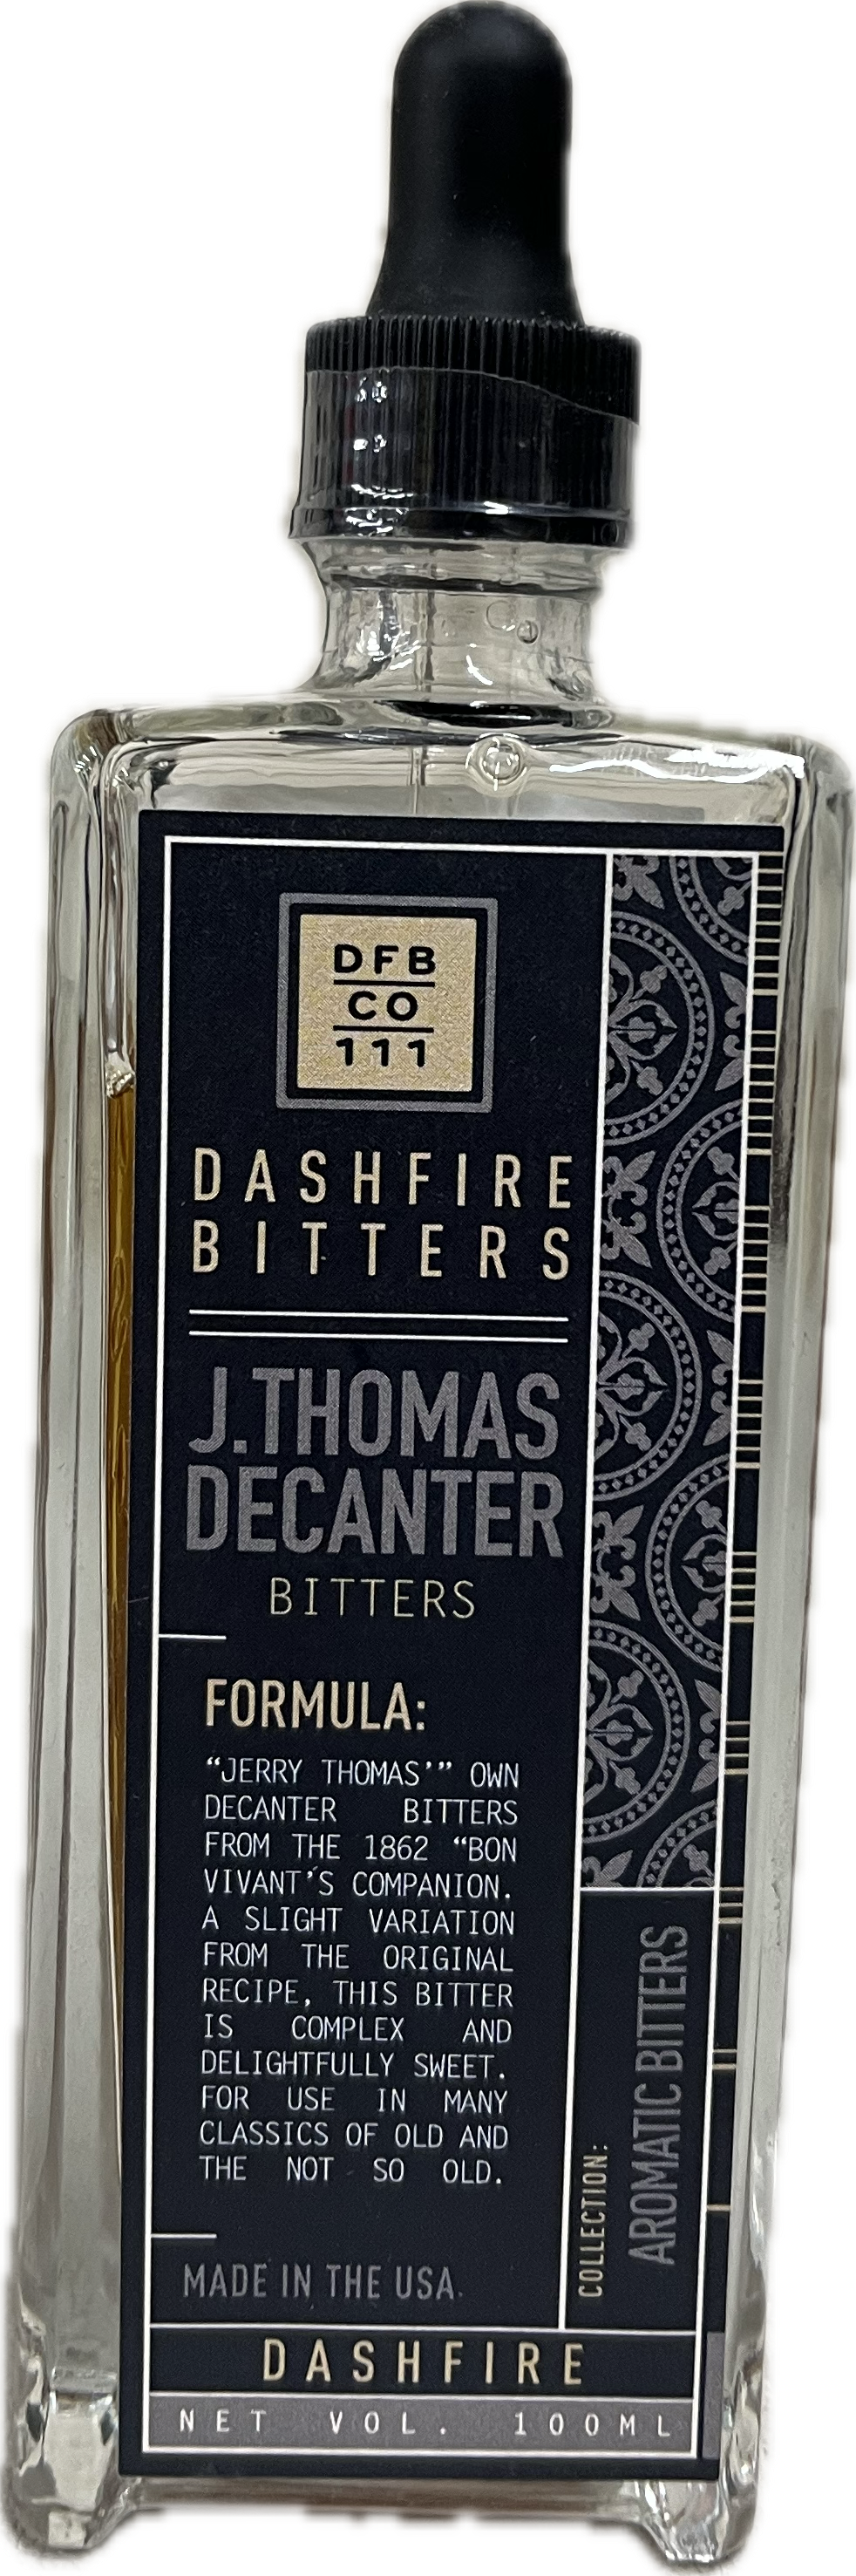 DFB
CO
111
DASHFIRE
BITTERS
J.THOMAS
DECANTER
BITTERS
FORMULA:
“JERRY THOMAS’” OWN
DECANTER BITTERS
FROM THE 1862 “BON
VIVANT’S COMPANION.
A SLIGHT VARIATION
FROM THE ORIGINAL
RECIPE, THIS BITTER
IS COMPLEX AND
DELIGHTFULLY SWEET.
FOR USE IN MANY
CLASSICS OF OLD AND
THE NOT SO OLD.
MADE IN THE USA.
COLLECTION:
AROMATIC BITTERS
DASHFIRE
NET VOL. 100ML